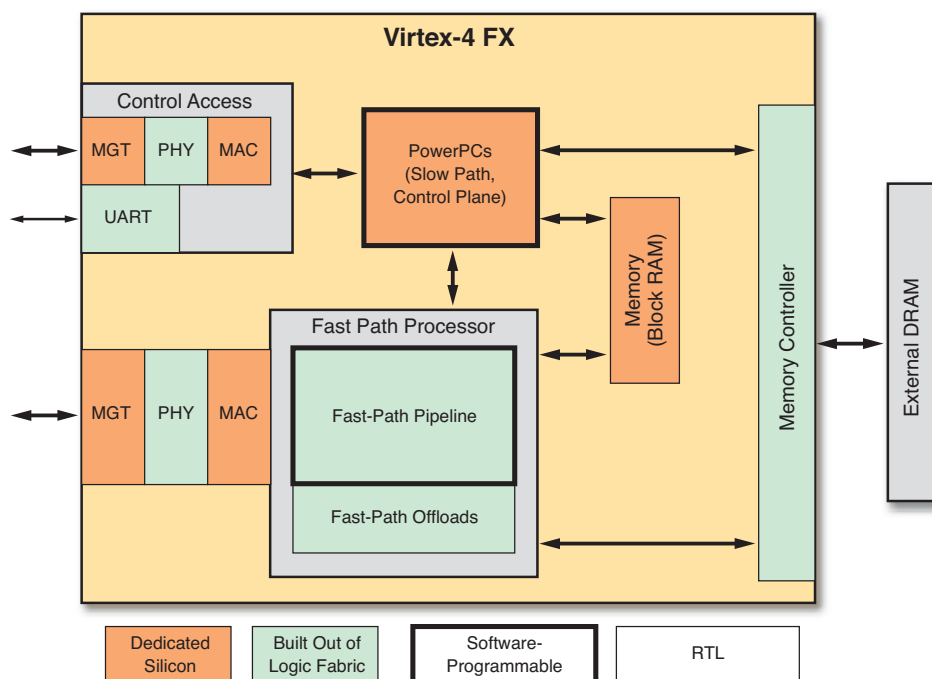 Virtex-4 FX
Control Access
MGT
PHY
MAC
UART
PowerPCs
(Slow Path,
Control Plane)
Memory
(Block RAM)
Memory Controller
External DRAM
Fast Path Processor
MGT
PHY
MAC
Fast-Path Pipeline
Fast-Path Offloads
Dedicated
Silicon
Built Out of
Logic Fabric
Software-
Programmable
RTL